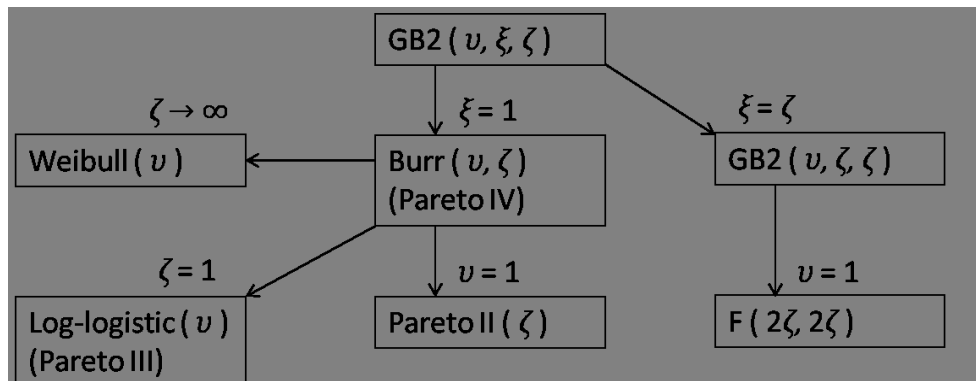 GB2 ( υ, ξ, ζ )
ζ → ∞
ξ = 1
ξ = ζ
Weibull ( υ )
Burr ( υ, ζ )
(Pareto IV)
GB2 ( υ, ζ, ζ )
ζ = 1
υ = 1
υ = 1
Log-logistic ( υ )
(Pareto III)
Pareto II ( ζ )
F ( 2ζ, 2ζ )